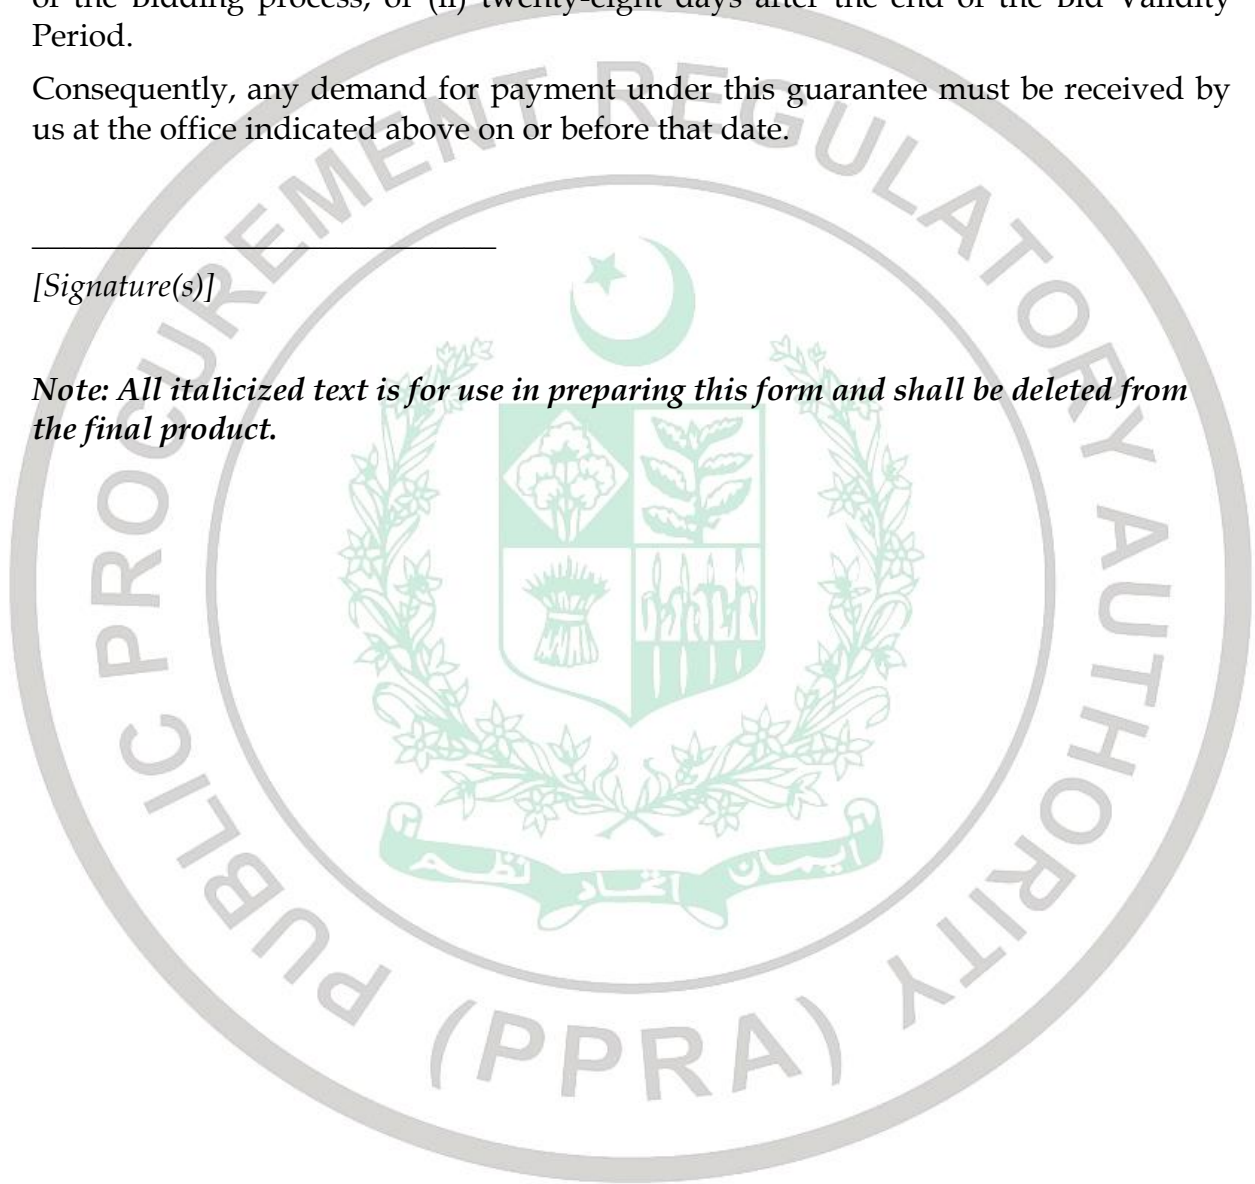 of the Bidding process; or (ii) twenty-eight days after the end of the Bid Validity
Period.
Consequently, any demand for payment under this guarantee must be received by
us at the office indicated above on or before that date.
[Signature(s)]
Note: All italicized text is for use in preparing this form and shall be deleted from
the final product.
PUBLIC PROCUREMENT REGULATORY AUTHORITY
(PPRA)
ایمان اتحاد نظم